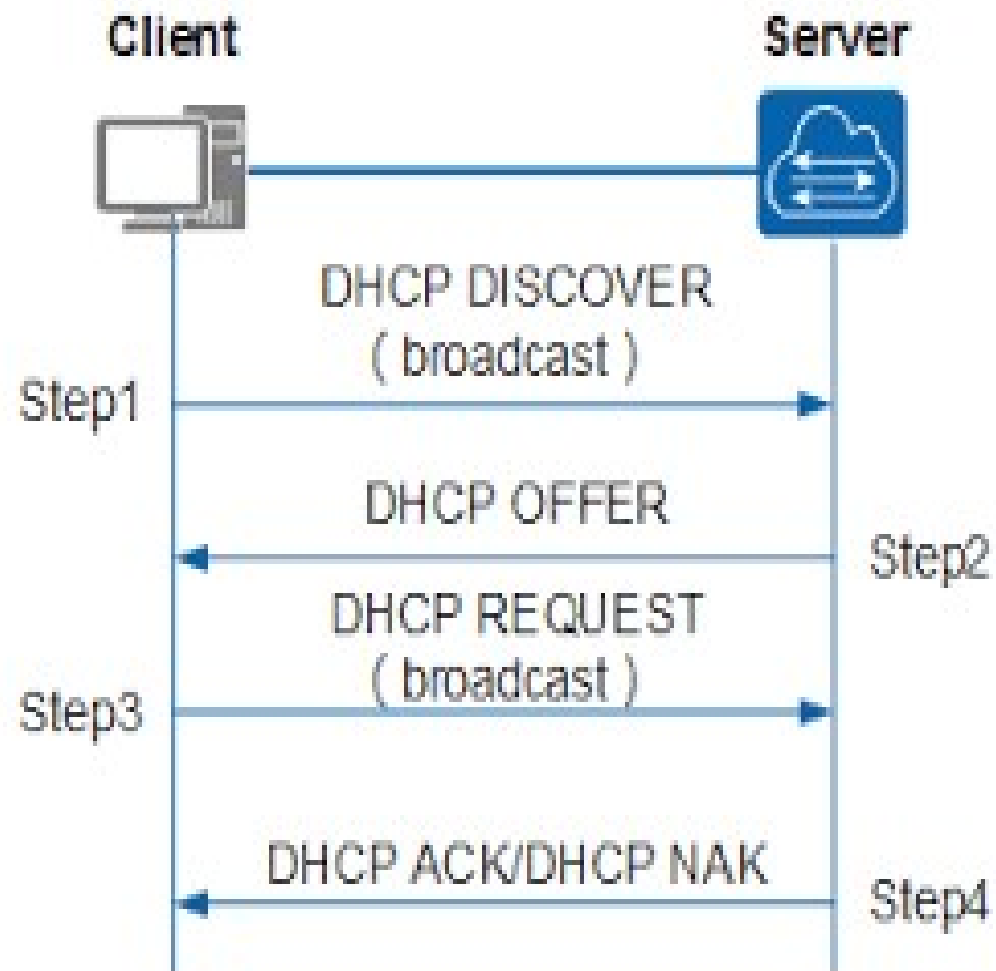 Client
Server
DHCP DISCOVER
( broadcast )
Step1
DHCP OFFER
Step2
DHCP REQUEST
( broadcast )
Step3
DHCP ACK/DHCP NAK
Step4